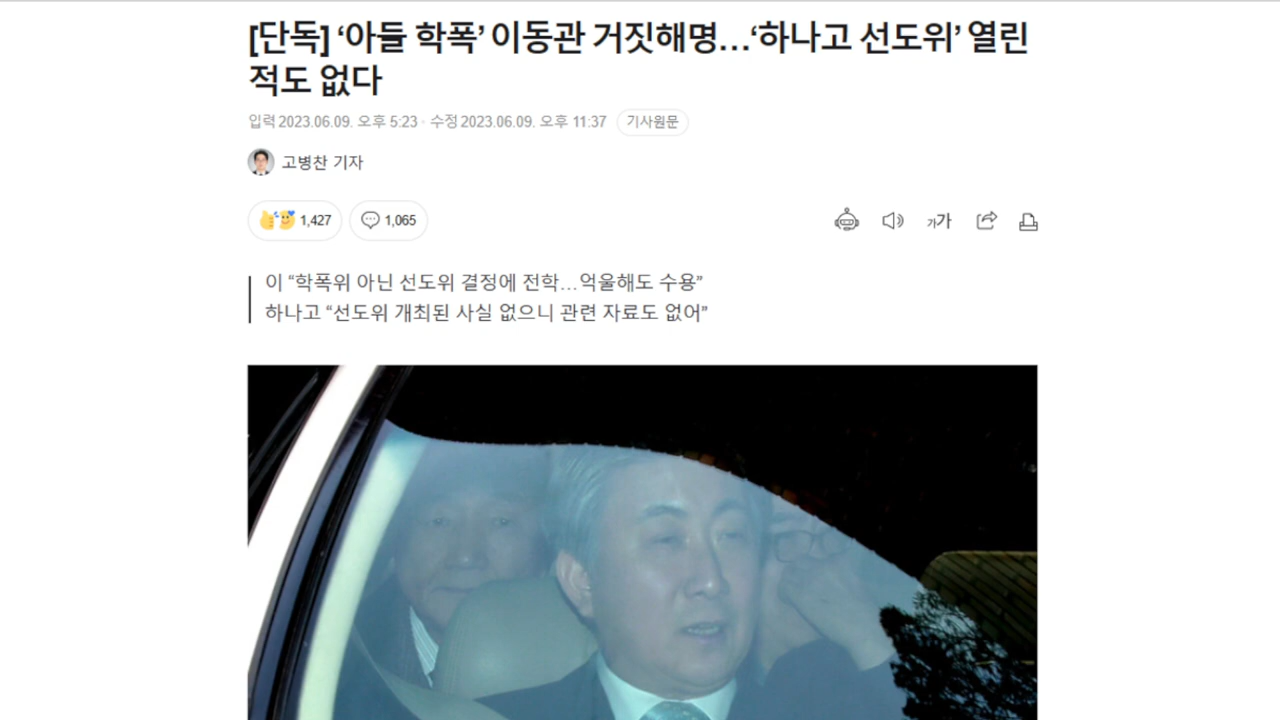 [단독] ‘아들 학폭’ 이동관 거짓해명…‘하나고 선도위’ 열린
적도 없다
입력 2023.06.09. 오후 5:23 · 수정 2023.06.09. 오후 11:37 기사원문
고병찬 기자
1,427 1,065
가가
이 “학폭위 아닌 선도위 결정에 전학…억울해도 수용”
하나고 “선도위 개최된 사실 없으니 관련 자료도 없어”